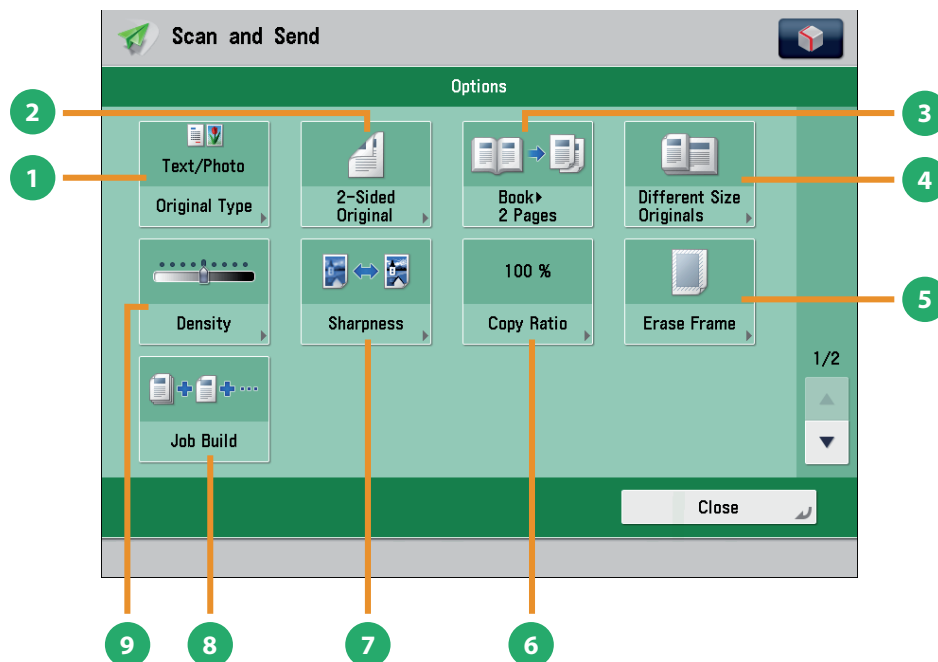 Scan and Send
Options
2
3
1
4
Text/Photo
Original Type
2-Sided
Original
Book▸
2 Pages
Different Size
Originals
5
100 %
Density
Sharpness
Copy Ratio
Erase Frame
1/2
Job Build
Close
9
8
7
6